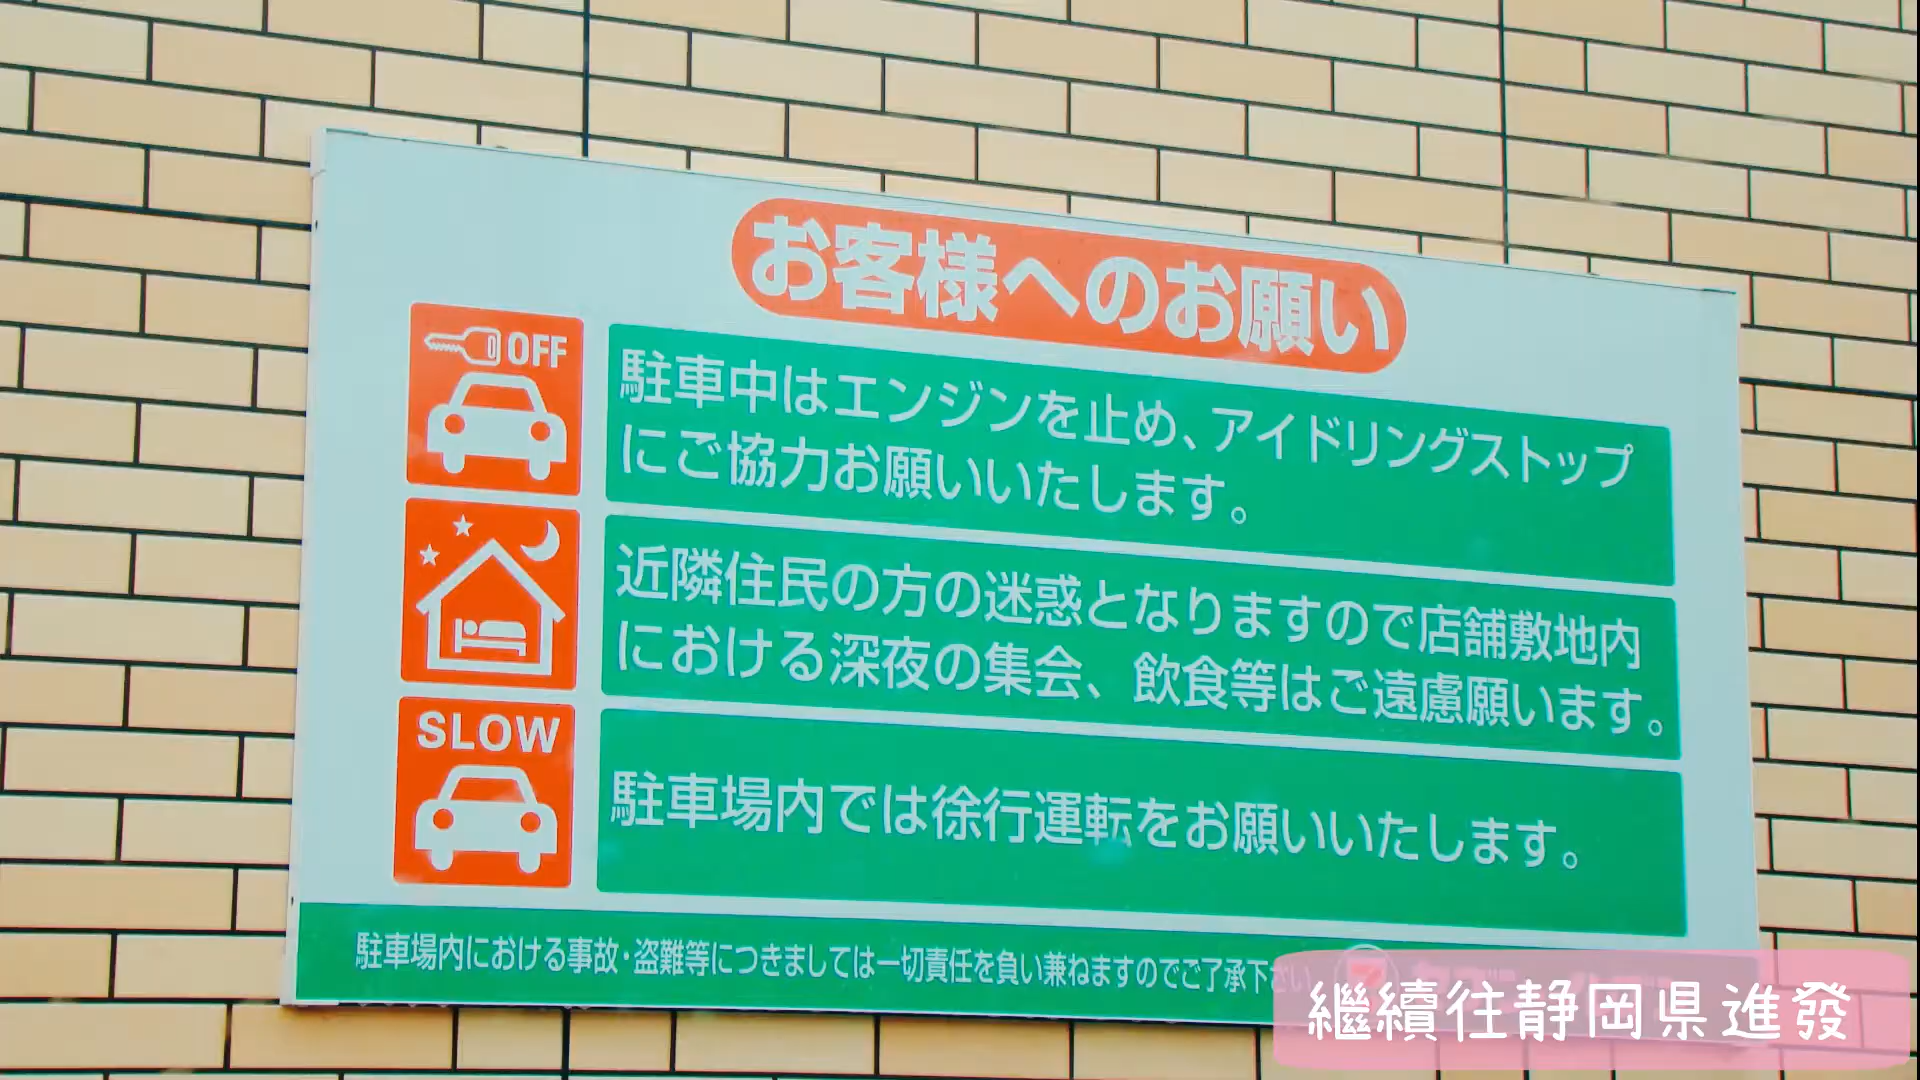 お客様へのお願い
OFF
駐車中はエンジンを止め、アイドリングストップ
にご協力お願いいたします。
近隣住民の方の迷惑となりますので店舗敷地内
における深夜の集会、飲食等はご遠慮願います。
SLOW
駐車場内では徐行運転をお願いいたします。
駐車場内における事故・盗難等につきましては一切責任を負い兼ねますのでご了承下さい
繼續往静岡県進發